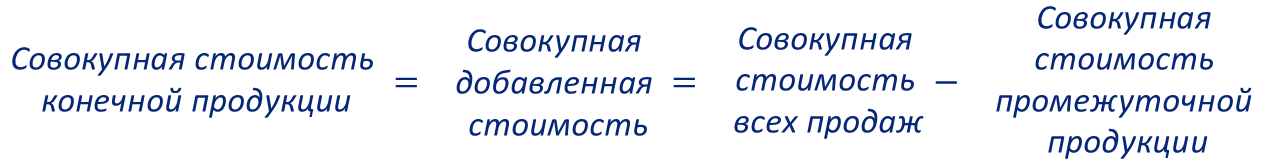 Совокупная стоимость
конечной продукции
=
Совокупная
добавленная
стоимость
=
Совокупная
стоимость
всех продаж
−
Совокупная
стоимость
промежуточной
продукции